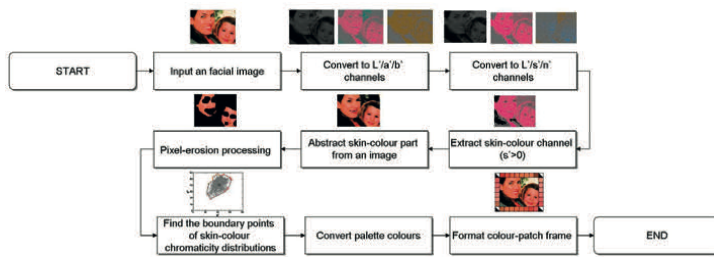 START
Input an facial image
Convert to L*/a*/b*
channels
Convert to L*/s*/n*
channels
Pixel-erosion processing
Abstract skin-colour part
from an image
Extract skin-colour channel
(s*>0)
Find the boundary points
of skin-colour
chromaticity distributions
Convert palette colours
Format colour-patch frame
END